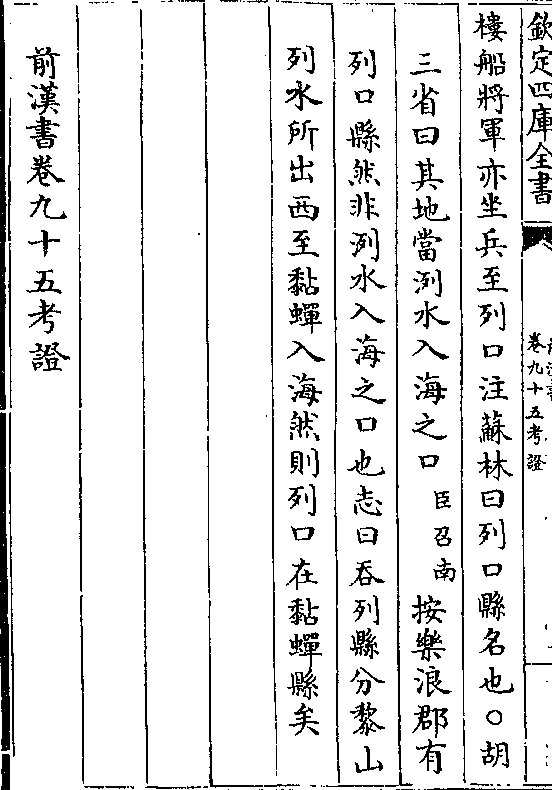 欽定四庫全書
卷九十五考證
樓船將軍亦坐兵至列口注蘇林曰列口縣名也○胡
三省曰其地當洌水入海之口臣召南按樂浪郡有
列口縣然非洌水入海之口也志曰吞列縣分黎山
列水所出西至黏蟬入海然則列口在黏蟬縣矣
前漢書卷九十五考證